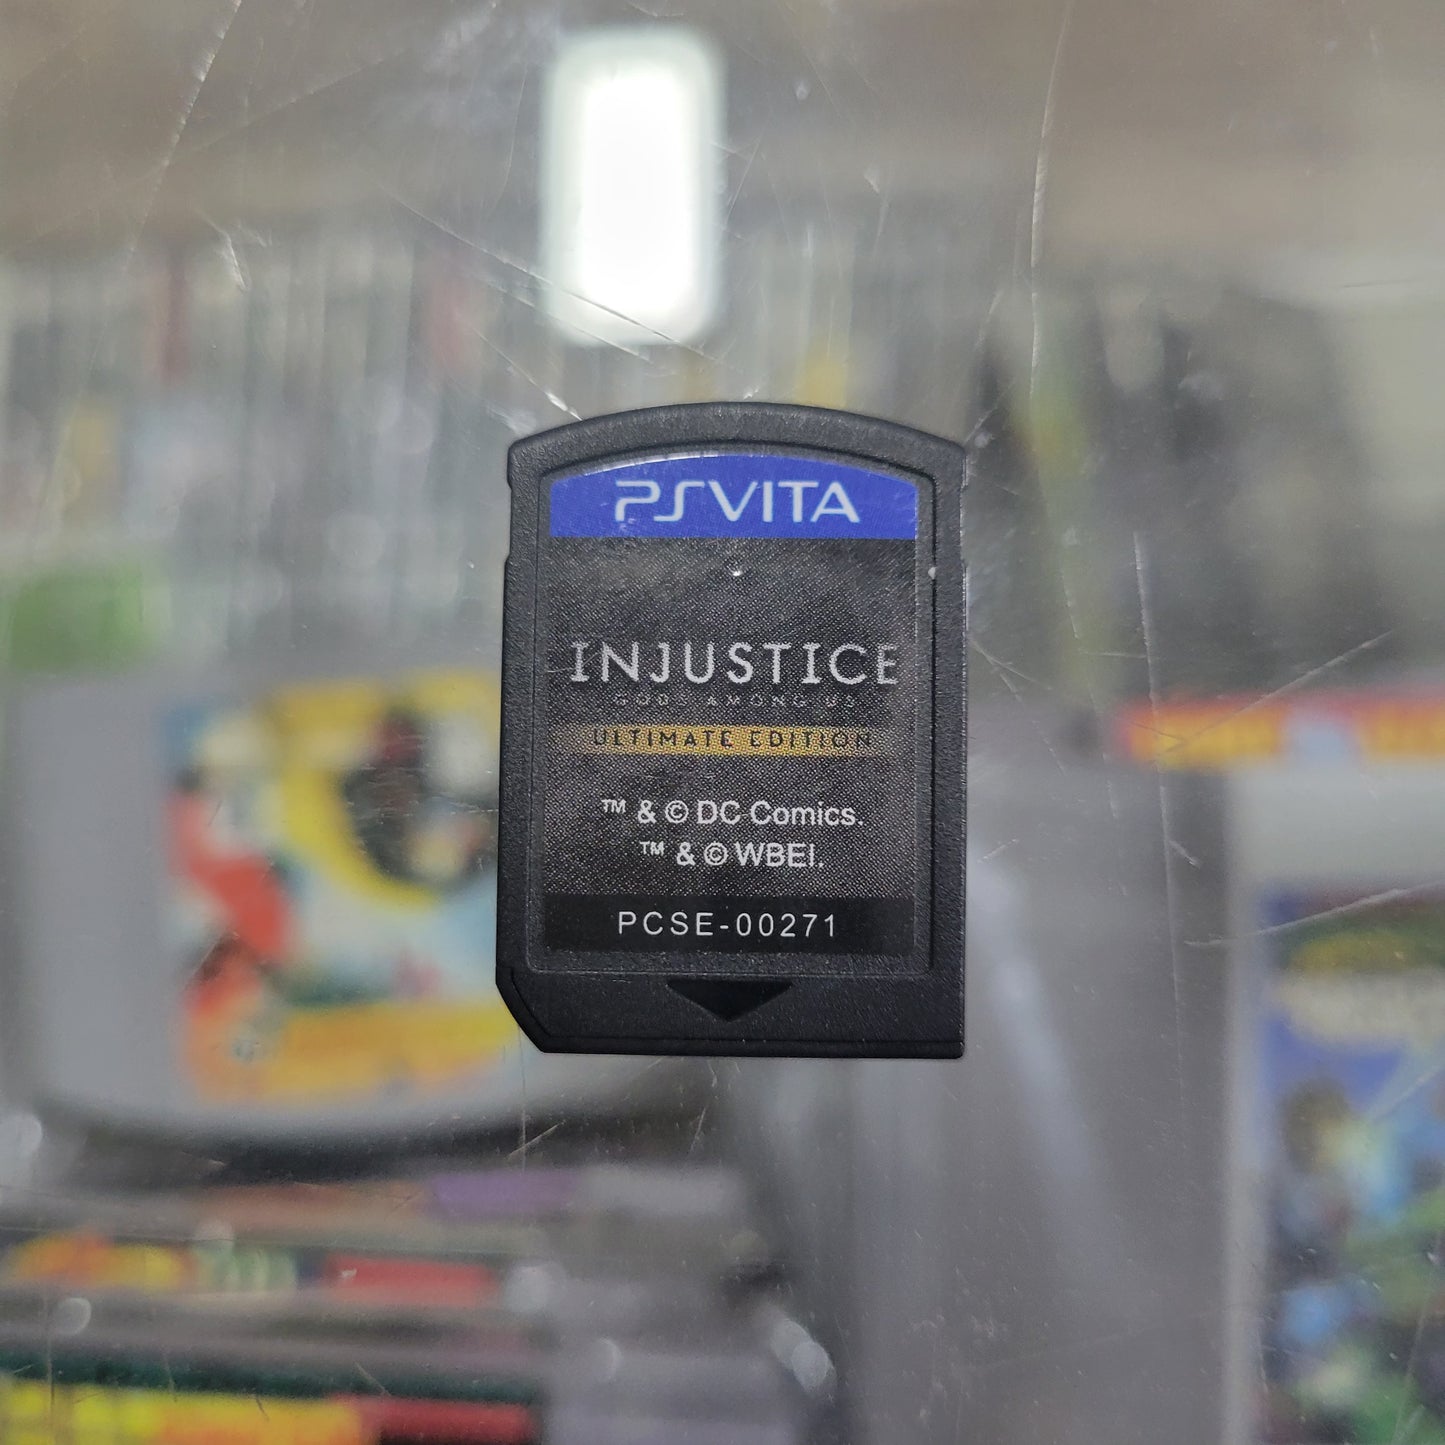 PSVITA
INJUSTICE
GODS AMONG US
ULTIMATE EDITION
™ & © DC Comics.
™ & © WBEI.
PCSE-00271